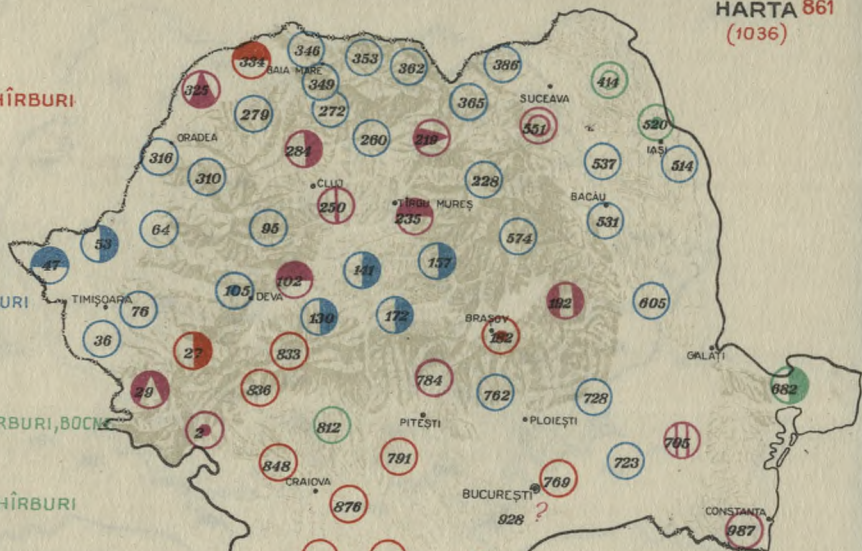 HARTA 861
(1036)
HÎRBURI
334
346
353
362
386
BAIA MARE
349
325
414
365
SUCEAVA
279
272
551
520
ORADEA
284
260
219
IAȘI
316
537
514
310
CLUJ
228
250
TÎRGU MUREȘ
235
BACĂU
531
64
95
574
53
47
141
157
102
105
DEVA
URI
TIMIȘOARA
76
130
172
192
605
BRAȘOV
182
36
27
833
GALAȚI
29
836
784
762
728
682
RBURI, BOCN
2
812
PITEȘTI
PLOIEȘTI
795
848
791
723
CRAIOVA
769
HÎRBURI
876
BUCUREȘTI
928 ?
CONSTANȚA
987